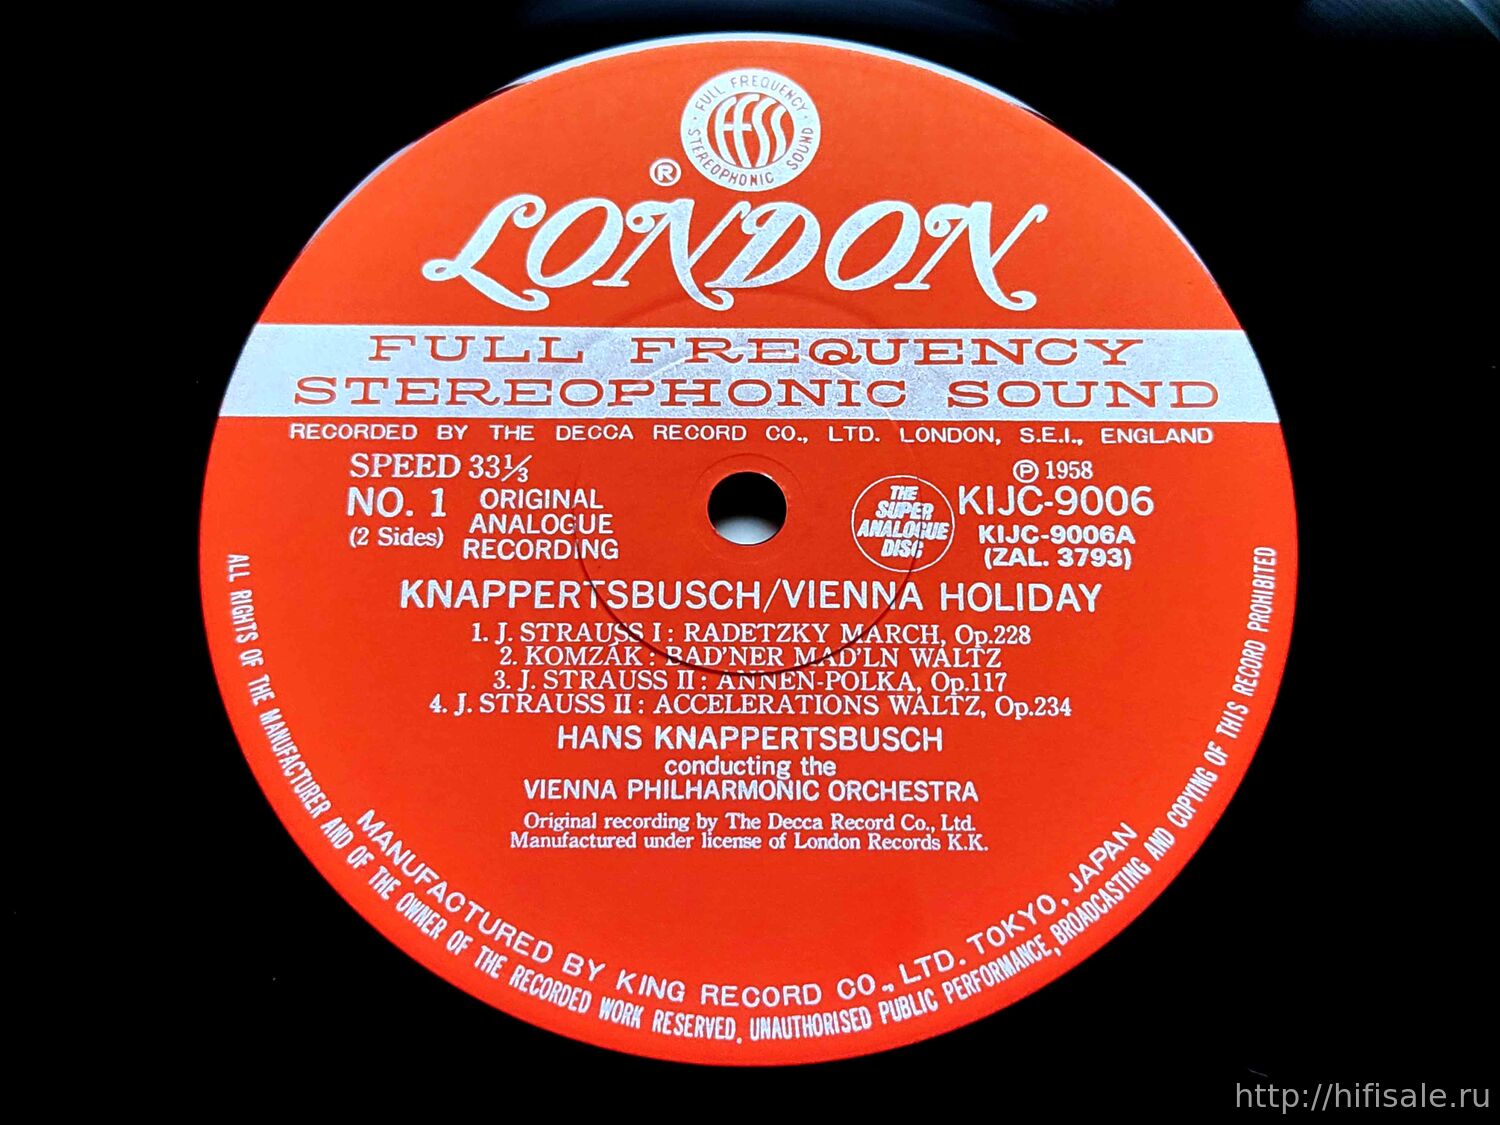 FULL FREQUENCY
STEREOPHONIC SOUND
FFSS
®
LONDON
FULL FREQUENCY
STEREOPHONIC SOUND
RECORDED BY THE DECCA RECORD CO., LTD. LONDON, S.E.I., ENGLAND
SPEED 33⅓
NO. 1
(2 Sides)
ORIGINAL
ANALOGUE
RECORDING
THE
SUPER
ANALOGUE
DISC
℗ 1958
KIJC-9006
KIJC-9006A
(ZAL. 3793)
KNAPPERTSBUSCH/VIENNA HOLIDAY
1. J. STRAUSS I : RADETZKY MARCH, Op.228
2. KOMZÁK : BAD'NER MAD'LN WALTZ
3. J. STRAUSS II : ANNEN-POLKA, Op.117
4. J. STRAUSS II : ACCELERATIONS WALTZ, Op.234
HANS KNAPPERTSBUSCH
conducting the
VIENNA PHILHARMONIC ORCHESTRA
Original recording by The Decca Record Co., Ltd.
Manufactured under license of London Records K.K.
MANUFACTURED BY KING RECORD CO., LTD. TOKYO, JAPAN
ALL RIGHTS OF THE MANUFACTURER AND OF THE OWNER OF THE RECORDED WORK RESERVED. UNAUTHORISED PUBLIC PERFORMANCE, BROADCASTING AND COPYING OF THIS RECORD PROHIBITED
http://hifisale.ru